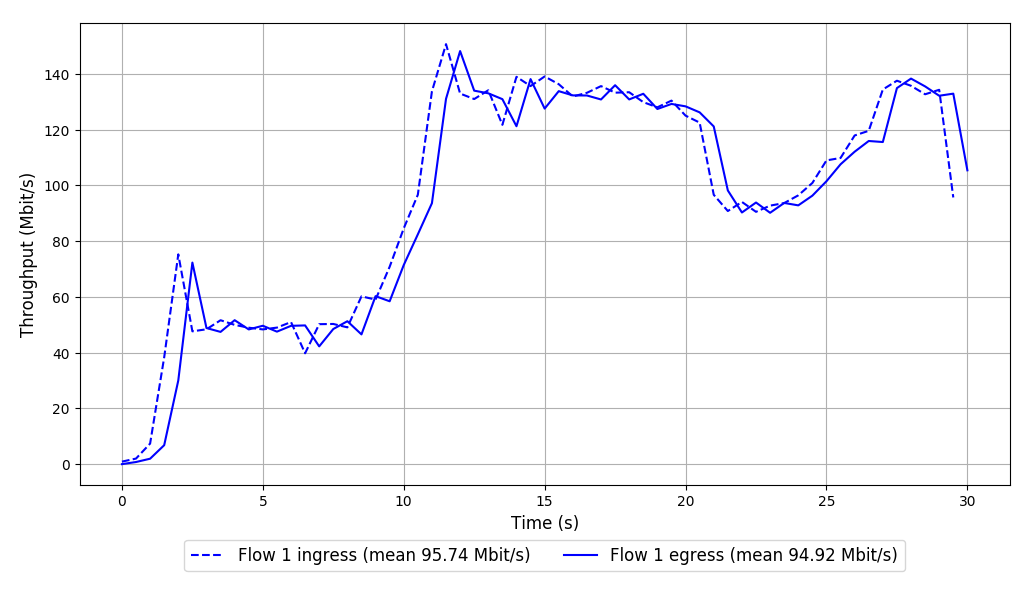 Throughput (Mbit/s)
140
120
100
80
60
40
20
0
0 5 10 15 20 25 30
Time (s)
Flow 1 ingress (mean 95.74 Mbit/s) Flow 1 egress (mean 94.92 Mbit/s)